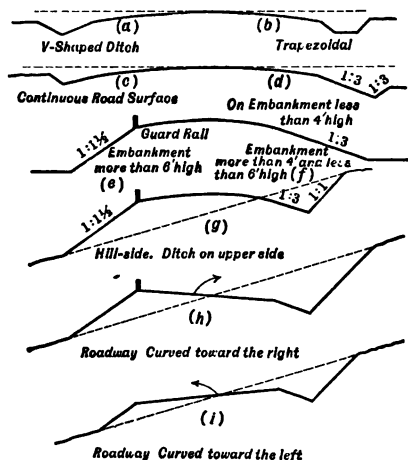 (a) (b)
V-Shaped Ditch Trapezoidal
(c) (d) 1:3 1:3
Continuous Road Surface
On Embankment less
than 4' high
Guard Rail 1:3
1:1½ Embankment
more than 6' high
(e)
Embankment
more than 4' and less
than 6' high (f)
1:1½ 1:3 1:1
(g)
Hill-side. Ditch on upper side
(h)
Roadway Curved toward the right
(i)
Roadway Curved toward the left